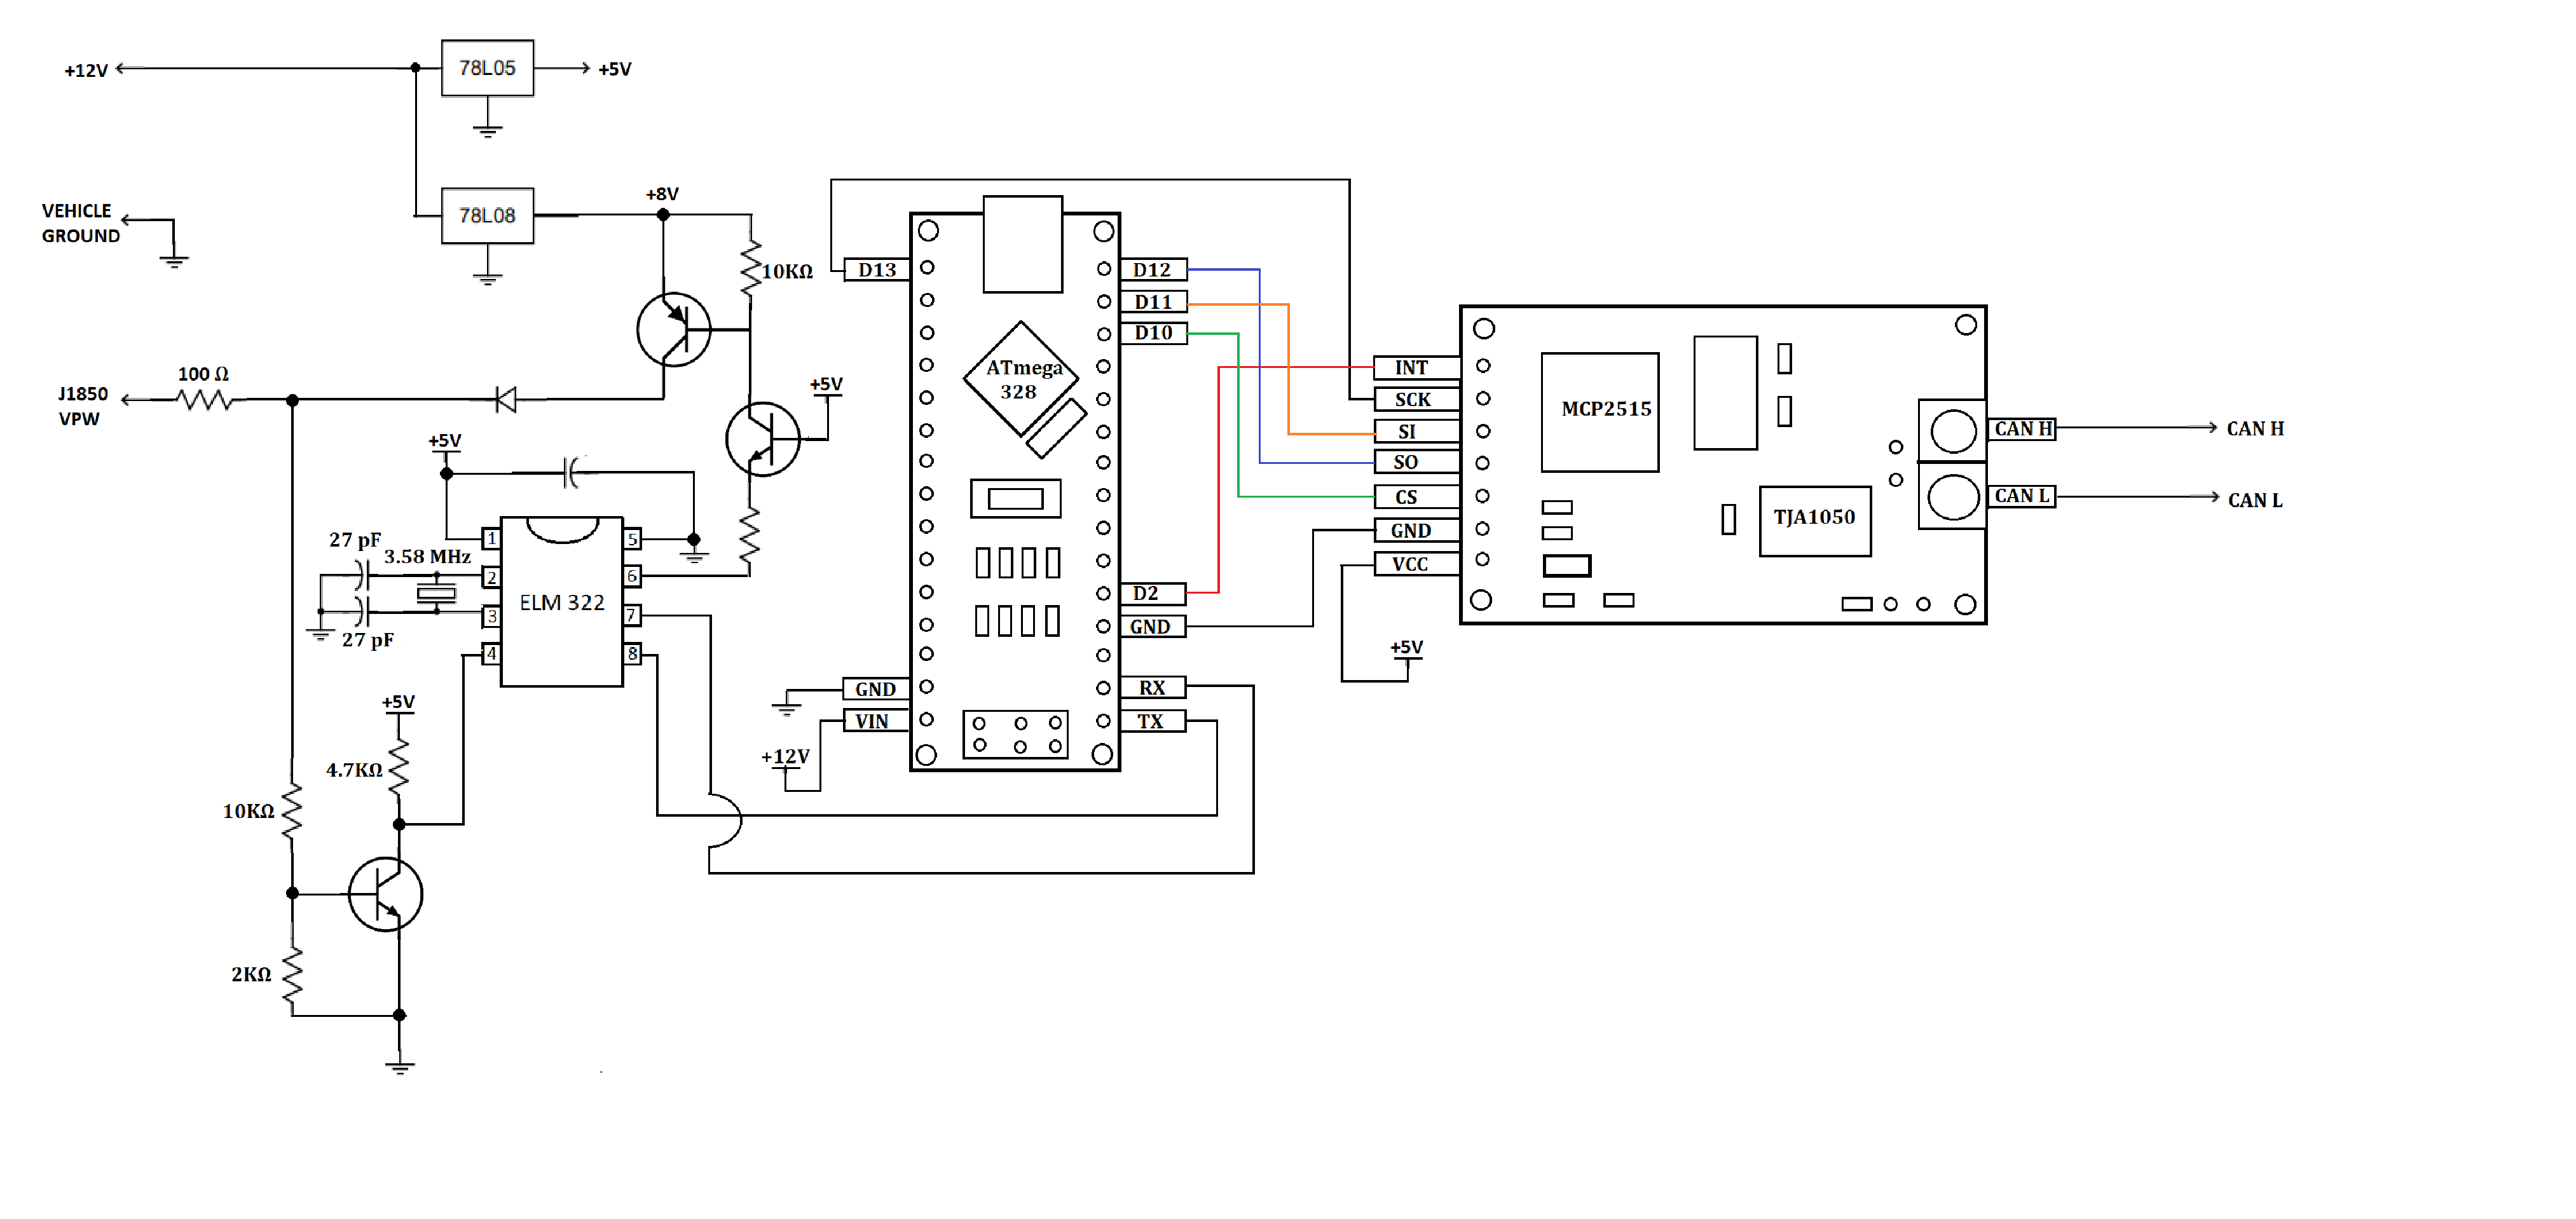 +12V
78L05
+5V
VEHICLE
GROUND
78L08
+8V
10KΩ
J1850
VPW
100 Ω
+5V
+5V
27 pF
3.58 MHz
27 pF
1
2
3
4
ELM 322
5
6
7
8
+5V
4.7KΩ
10KΩ
2KΩ
D13
D12
D11
D10
ATmega
328
D2
GND
GND
VIN
RX
TX
+12V
INT
SCK
SI
SO
CS
GND
VCC
+5V
MCP2515
TJA1050
CAN H
CAN L
CAN H
CAN L